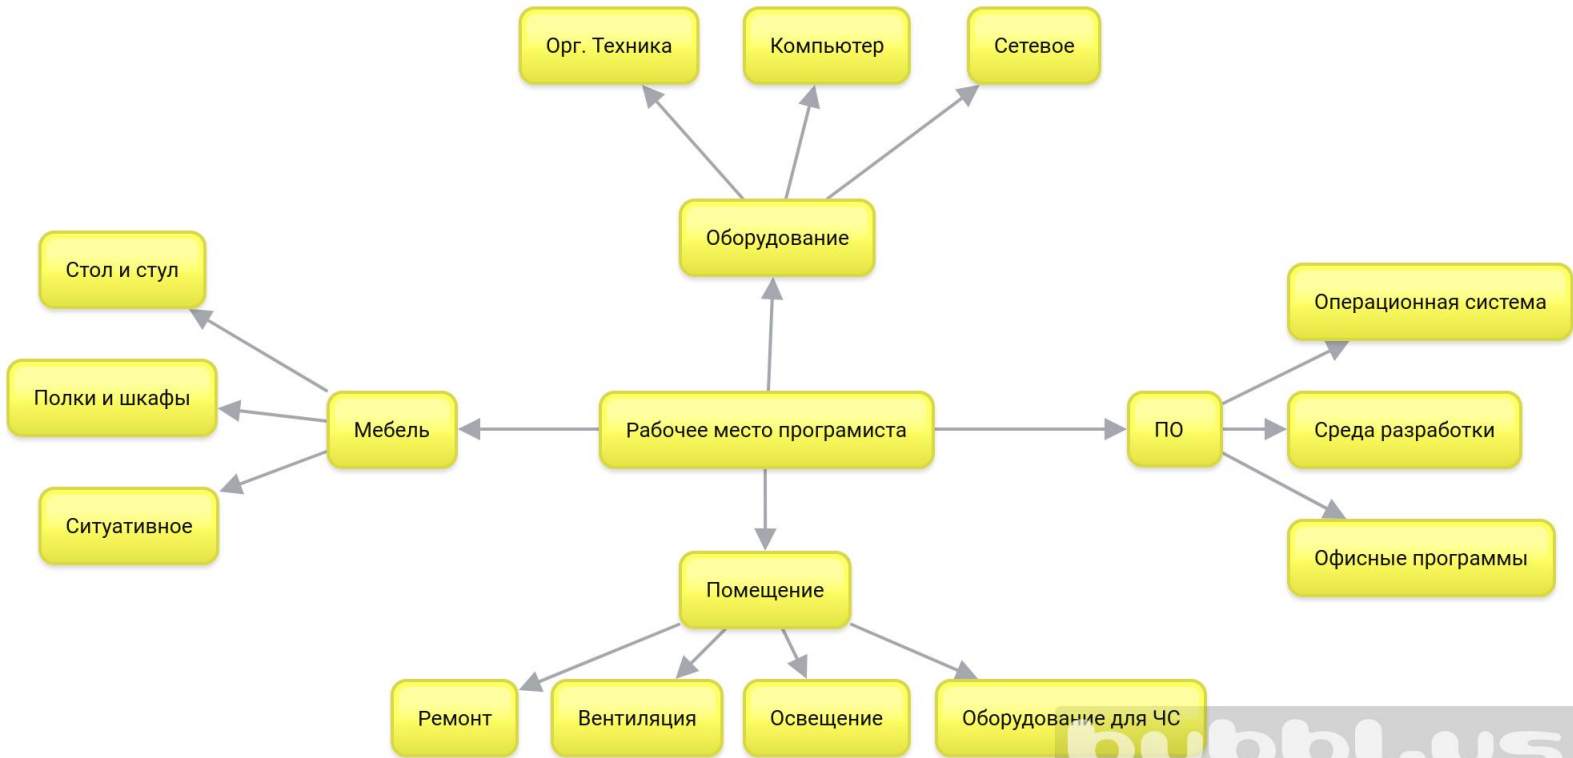 Орг. Техника
Компьютер
Сетевое
Оборудование
Стол и стул
Операционная система
Полки и шкафы
Мебель
Рабочее место програмиста
ПО
Среда разработки
Ситуативное
Офисные программы
Помещение
Ремонт
Вентиляция
Освещение
Оборудование для ЧС
bubbl.us